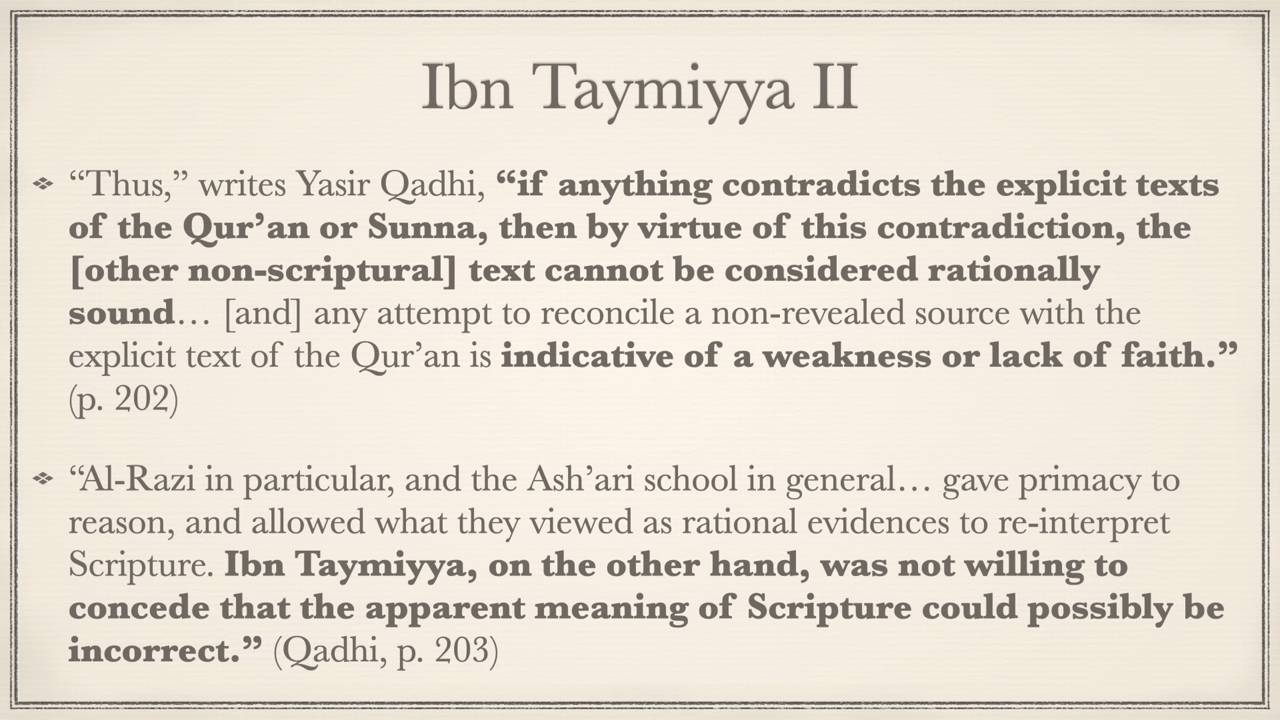 Ibn Taymiyya II
“Thus,” writes Yasir Qadhi, “if anything contradicts the explicit texts
of the Qur’an or Sunna, then by virtue of this contradiction, the
[other non-scriptural] text cannot be considered rationally
sound… [and] any attempt to reconcile a non-revealed source with the
explicit text of the Qur’an is indicative of a weakness or lack of faith.”
(p. 202)
“Al-Razi in particular, and the Ash’ari school in general… gave primacy to
reason, and allowed what they viewed as rational evidences to re-interpret
Scripture. Ibn Taymiyya, on the other hand, was not willing to
concede that the apparent meaning of Scripture could possibly be
incorrect.” (Qadhi, p. 203)